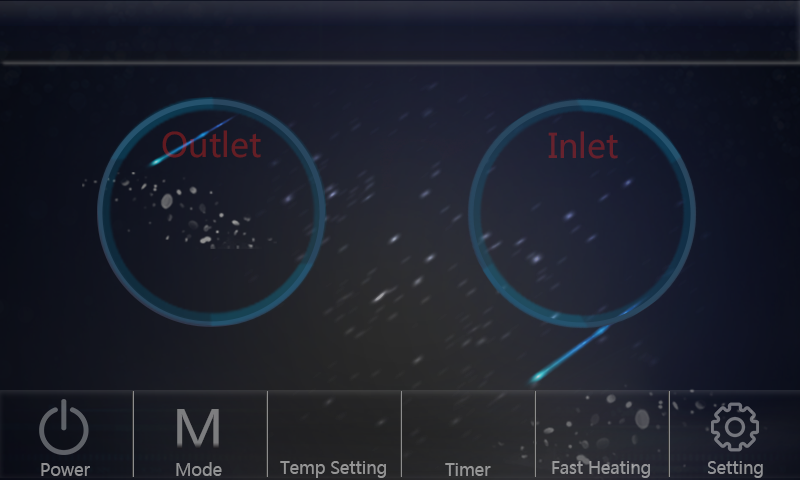 Outlet
Inlet
M
Power
Mode
Temp Setting
Timer
Fast Heating
Setting